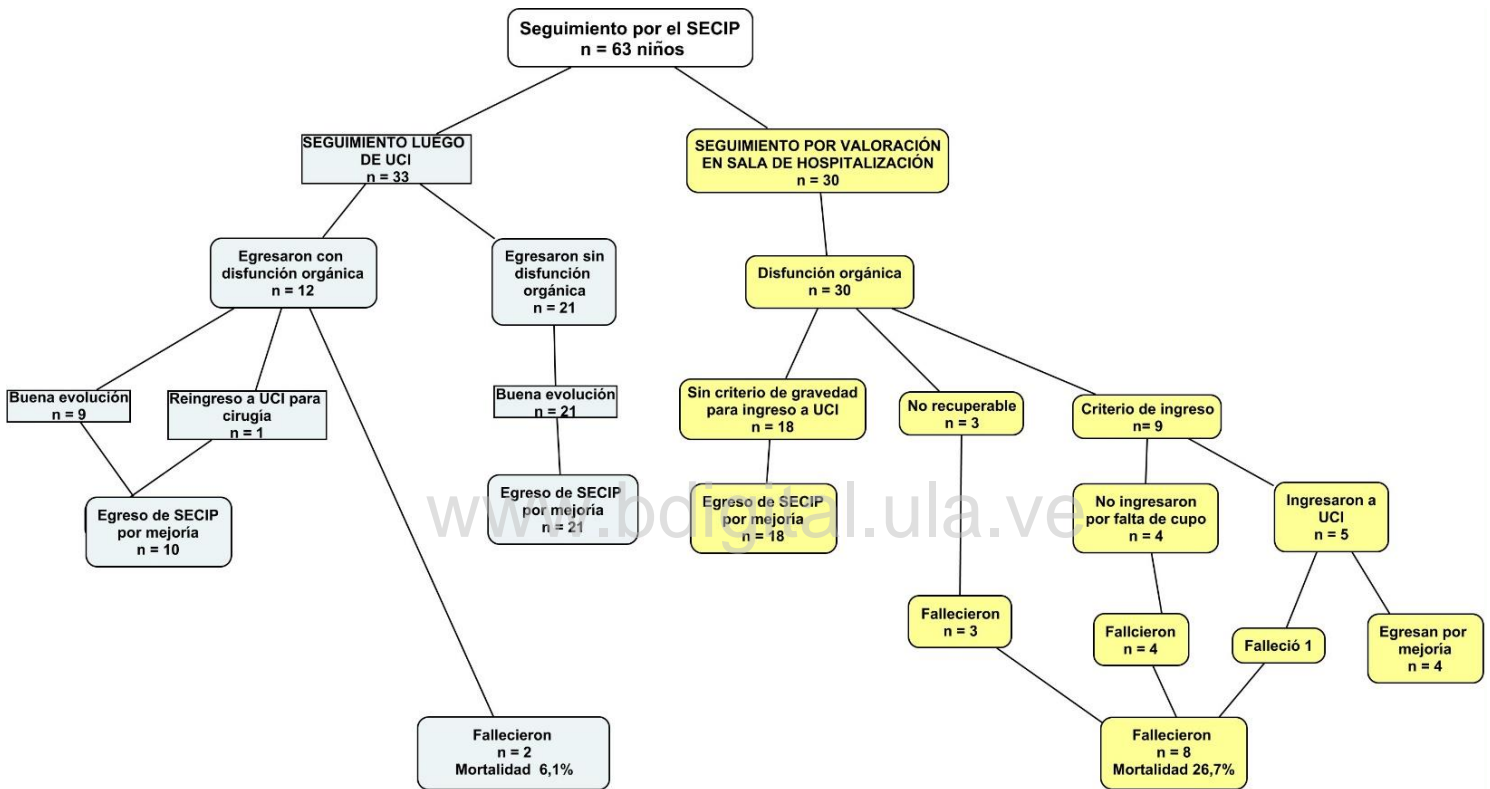 Seguimiento por el SECIP
n = 63 niños
SEGUIMIENTO LUEGO
DE UCI
n = 33
SEGUIMIENTO POR VALORACIÓN
EN SALA DE HOSPITALIZACIÓN
n = 30
Egresaron con
disfunción orgánica
n = 12
Egresaron sin
disfunción
orgánica
n = 21
Disfunción orgánica
n = 30
Buena evolución
n = 9
Reingreso a UCI para
cirugía
n = 1
Buena evolución
n = 21
Sin criterio de gravedad
para ingreso a UCI
n = 18
No recuperable
n = 3
Criterio de ingreso
n= 9
Egreso de SECIP
por mejoría
n = 10
Egreso de SECIP
por mejoría
n = 21
Egreso de SECIP
por mejoría
n = 18
No ingresaron
por falta de cupo
n = 4
Ingresaron a
UCI
n = 5
www.bdigital.ula.ve
Fallecieron
n = 3
Fallcieron
n = 4
Falleció 1
Egresan por
mejoría
n = 4
Fallecieron
n = 2
Mortalidad 6,1%
Fallecieron
n = 8
Mortalidad 26,7%